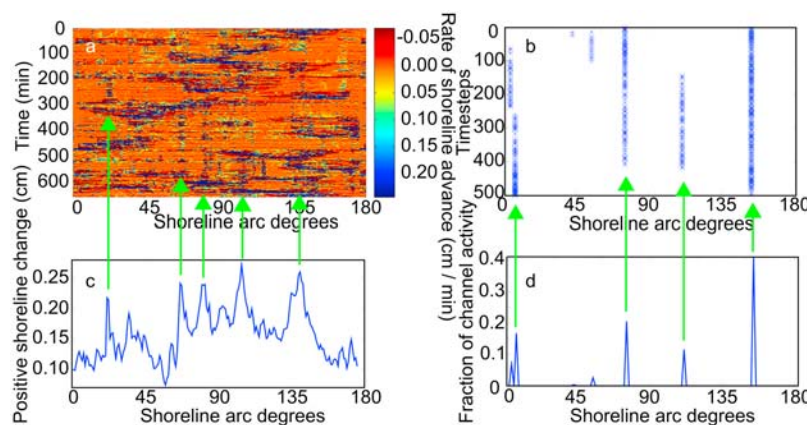 a
0
100
200
300
400
500
600
Time (min)
0 45 90 135 180
Shoreline arc degrees
-0.05
0
0.05
0.10
0.15
0.20
Rate of shoreline advance (cm / min)
b
0
100
200
300
400
500
Timesteps
0 45 90 135 180
Shoreline arc degrees
c
0.25
0.20
0.15
0.10
Positive shoreline change (cm)
0 45 90 135 180
Shoreline arc degrees
d
0.4
0.3
0.2
0.1
0
Fraction of channel activity
0 45 90 135 180
Shoreline arc degrees